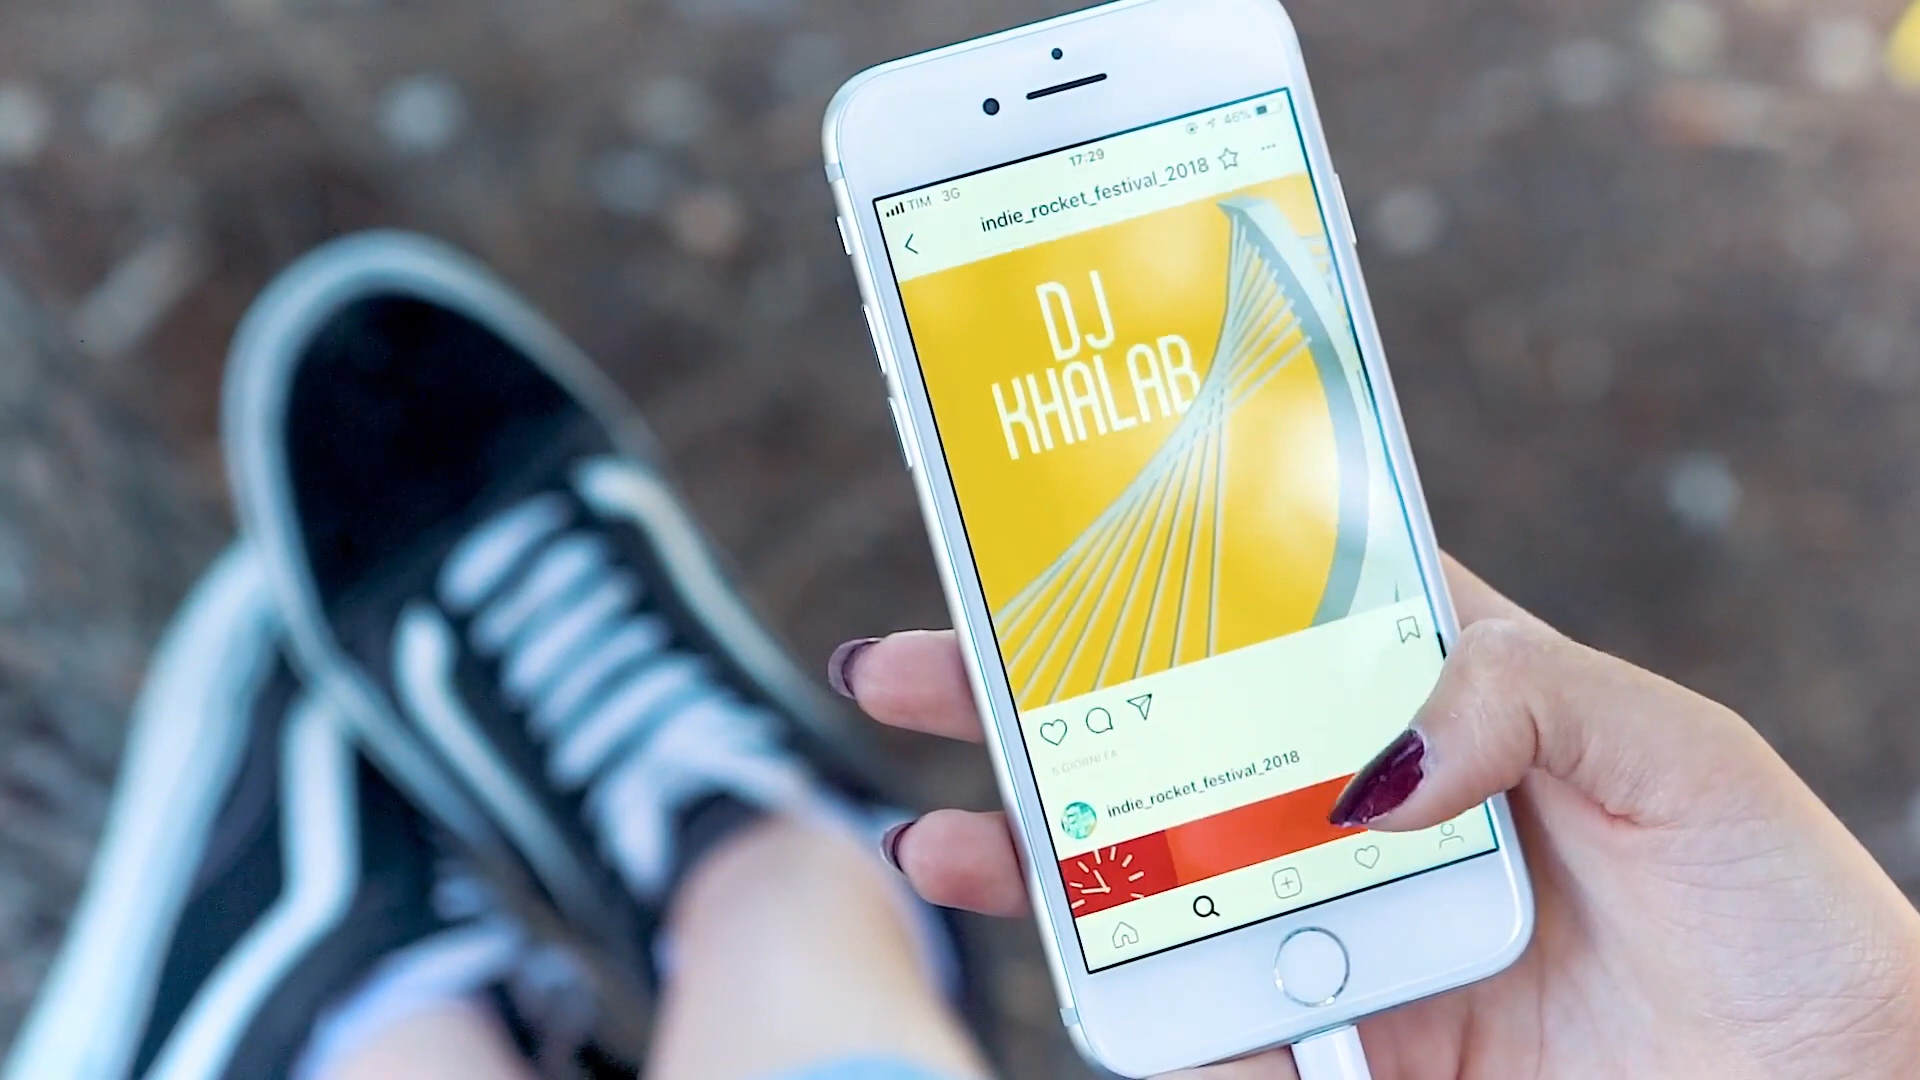 TIM 3G 17:29 46%
indie_rocket_festival_2018
DJ
KHALAB
5 GIORNI FA
indie_rocket_festival_2018